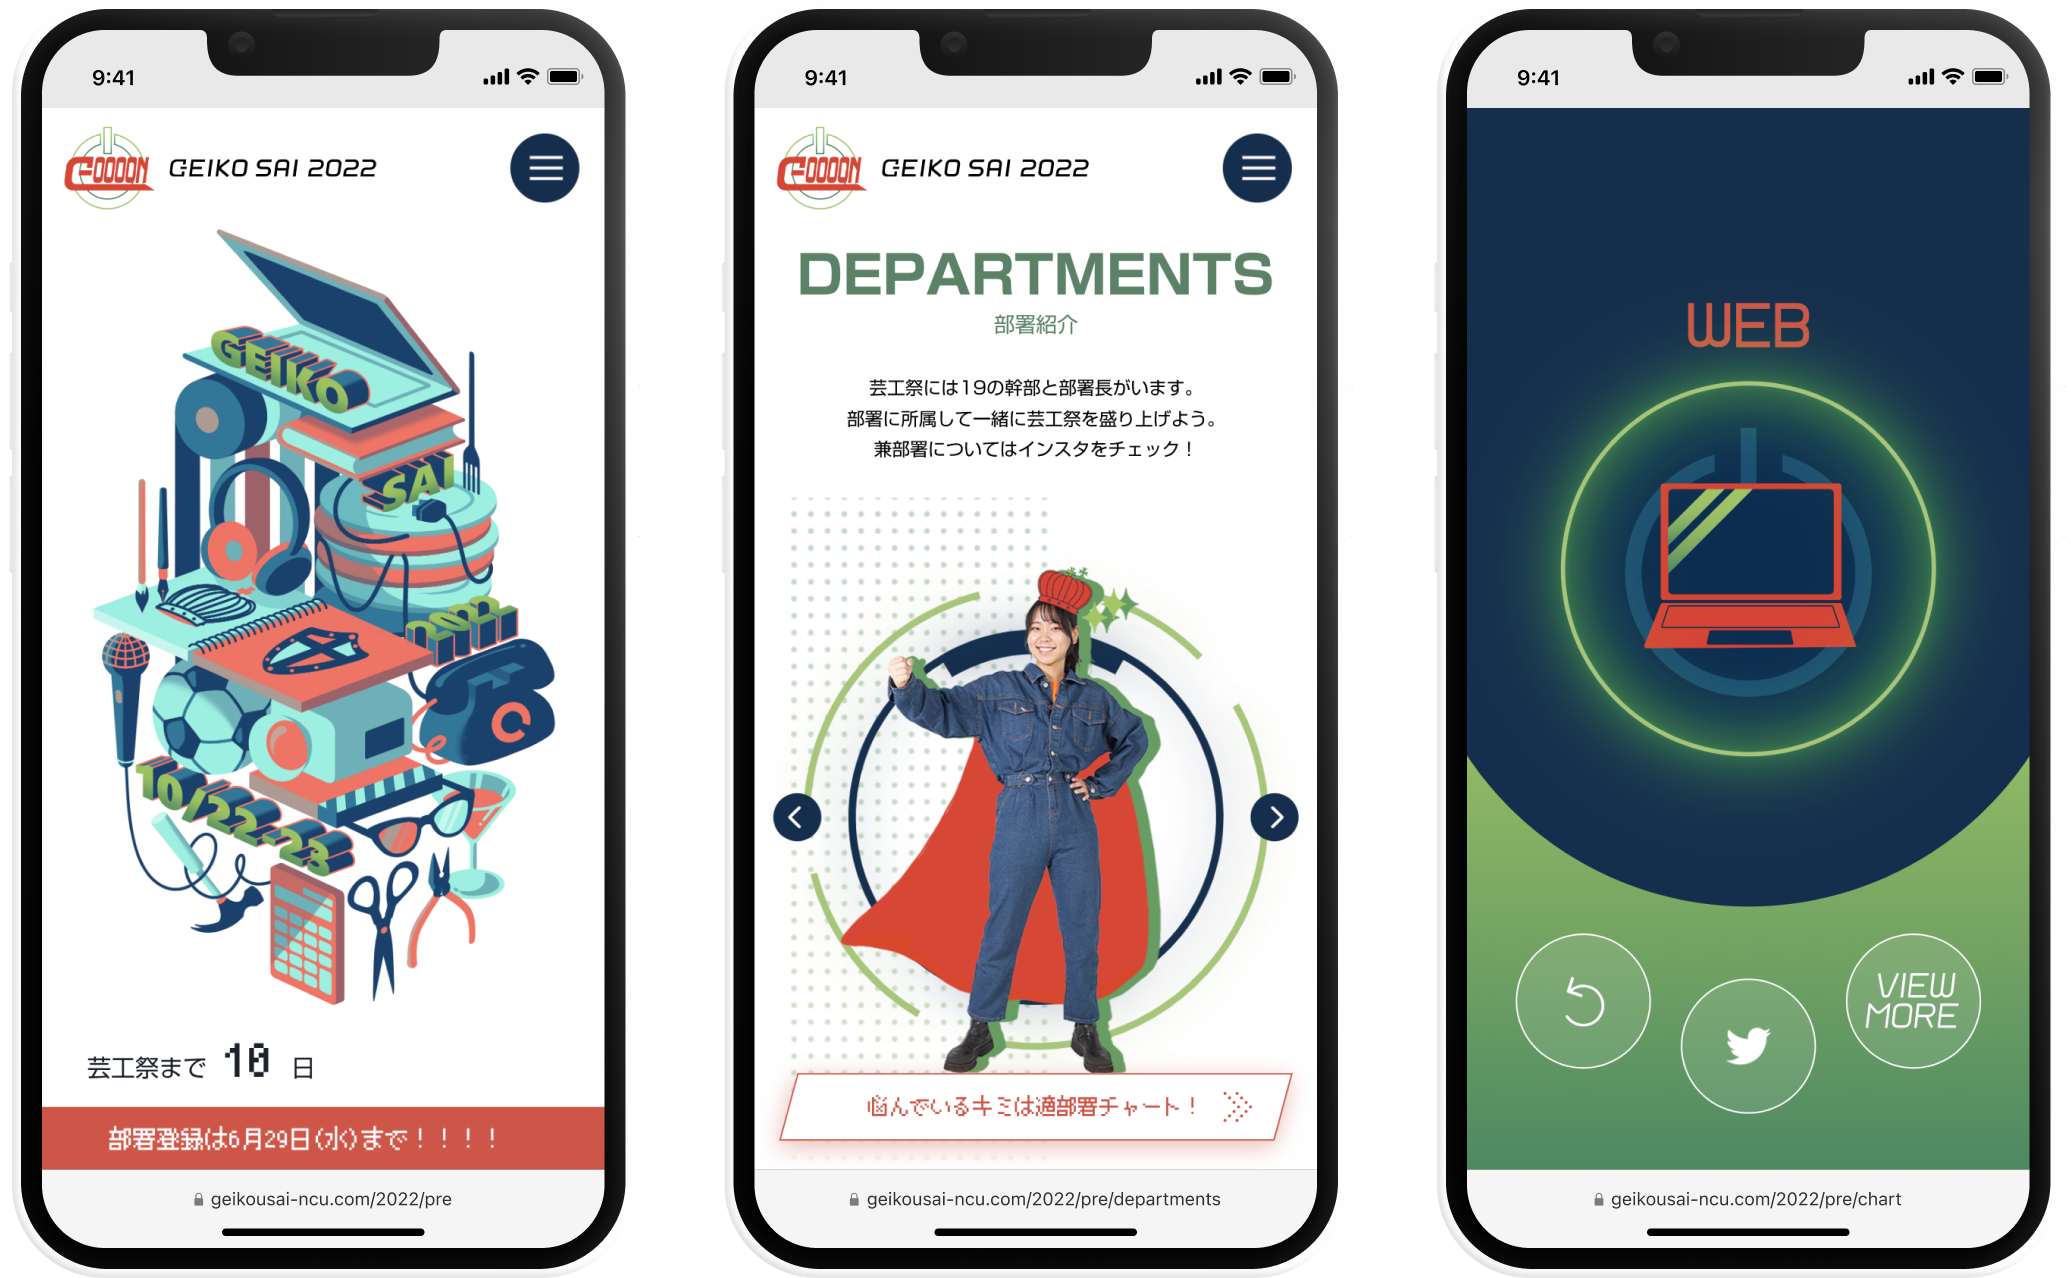 9:41
GOOOON
GEIKO SAI 2022
GEIKO
SAI
2022
10/22-23
芸工祭まで 10 日
部署登録は6月29日(水)まで!!!!
geikousai-ncu.com/2022/pre
9:41
GOOOON
GEIKO SAI 2022
DEPARTMENTS
部署紹介
芸工祭には19の幹部と部署長がいます。
部署に所属して一緒に芸工祭を盛り上げよう。
兼部署についてはインスタをチェック!
悩んでいるキミは適部署チャート!
geikousai-ncu.com/2022/pre/departments
9:41
WEB
VIEW
MORE
geikousai-ncu.com/2022/pre/chart